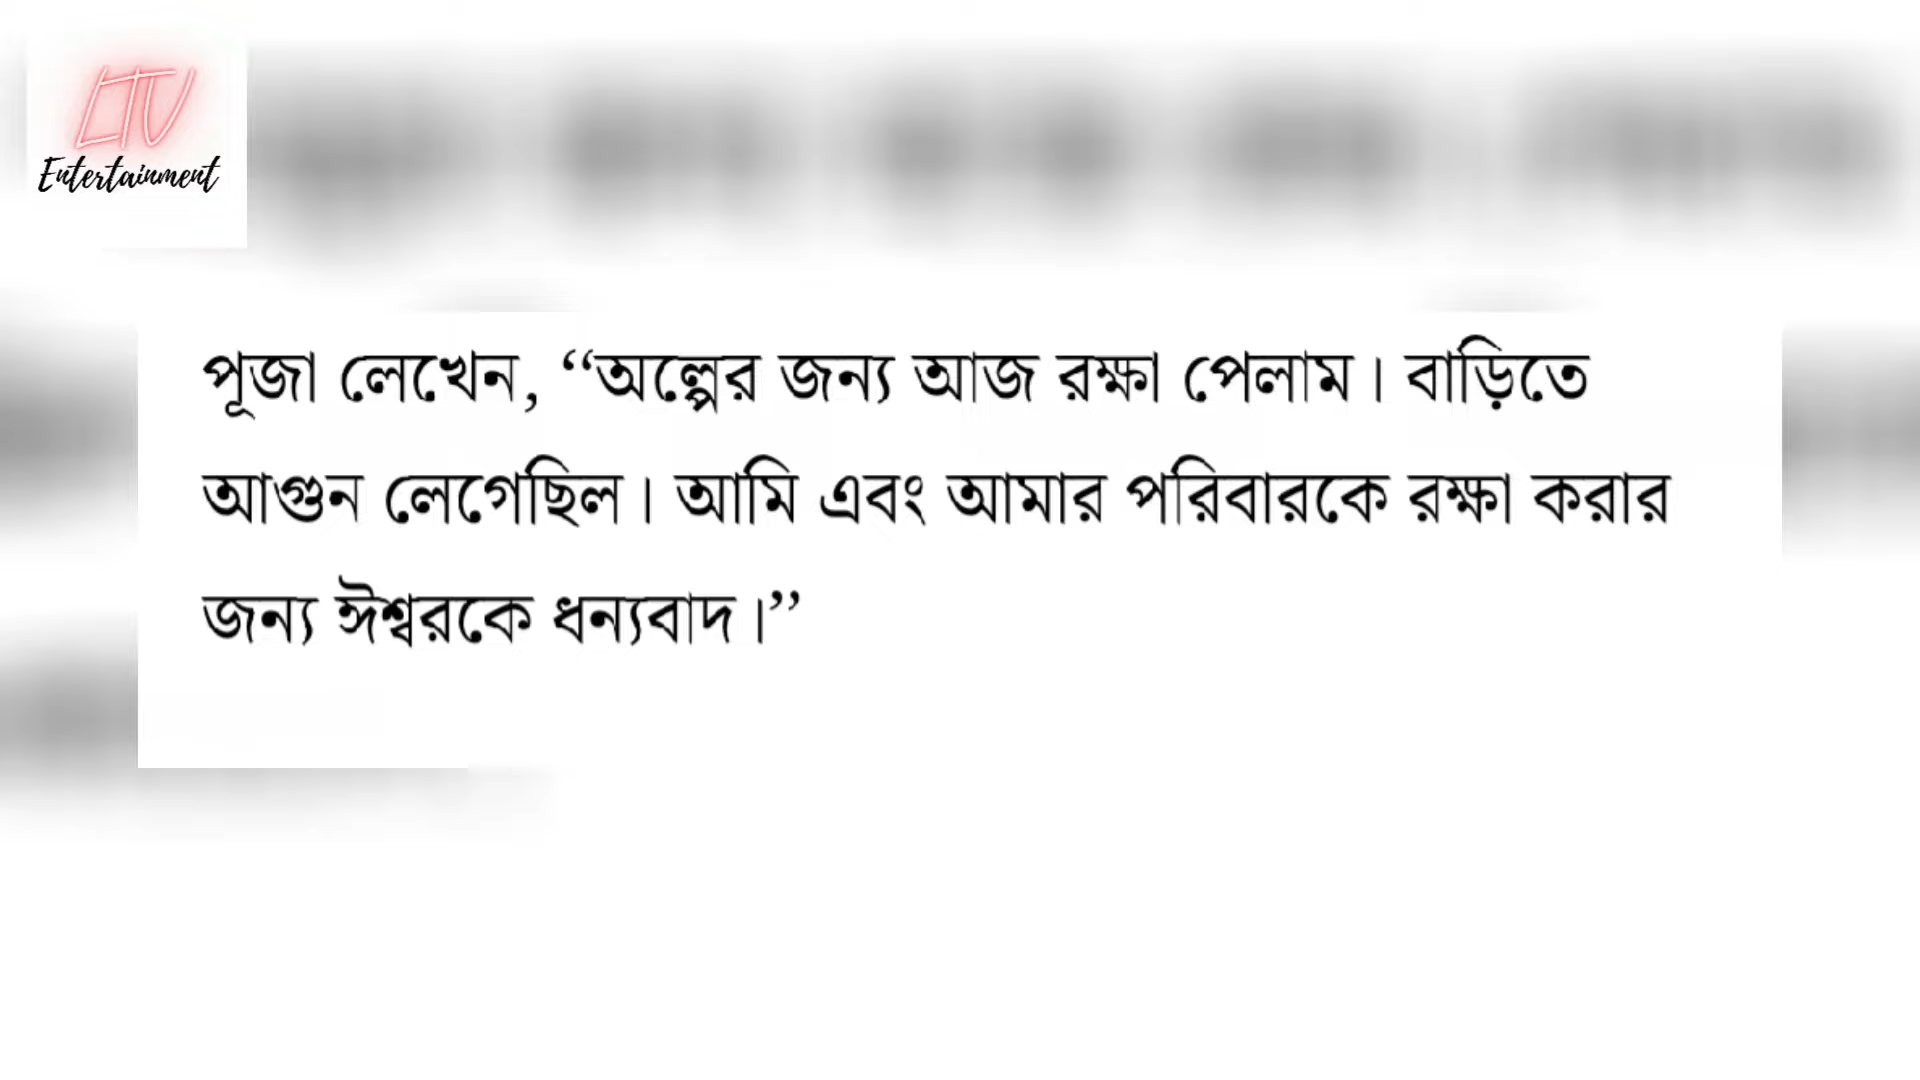 LTV
Entertainment
পূজা লেখেন, “অল্পের জন্য আজ রক্ষা পেলাম। বাড়িতে
আগুন লেগেছিল। আমি এবং আমার পরিবারকে রক্ষা করার
জন্য ঈশ্বরকে ধন্যবাদ।”